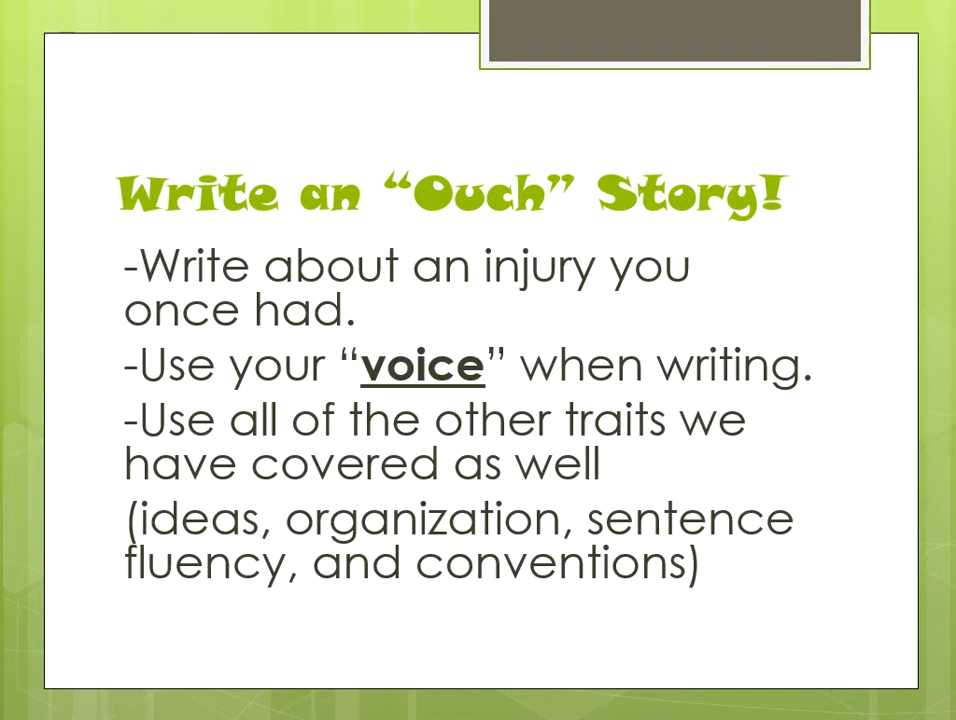 Write an “Ouch” Story!
-Write about an injury you
once had.
-Use your “voice” when writing.
-Use all of the other traits we
have covered as well
(ideas, organization, sentence
fluency, and conventions)